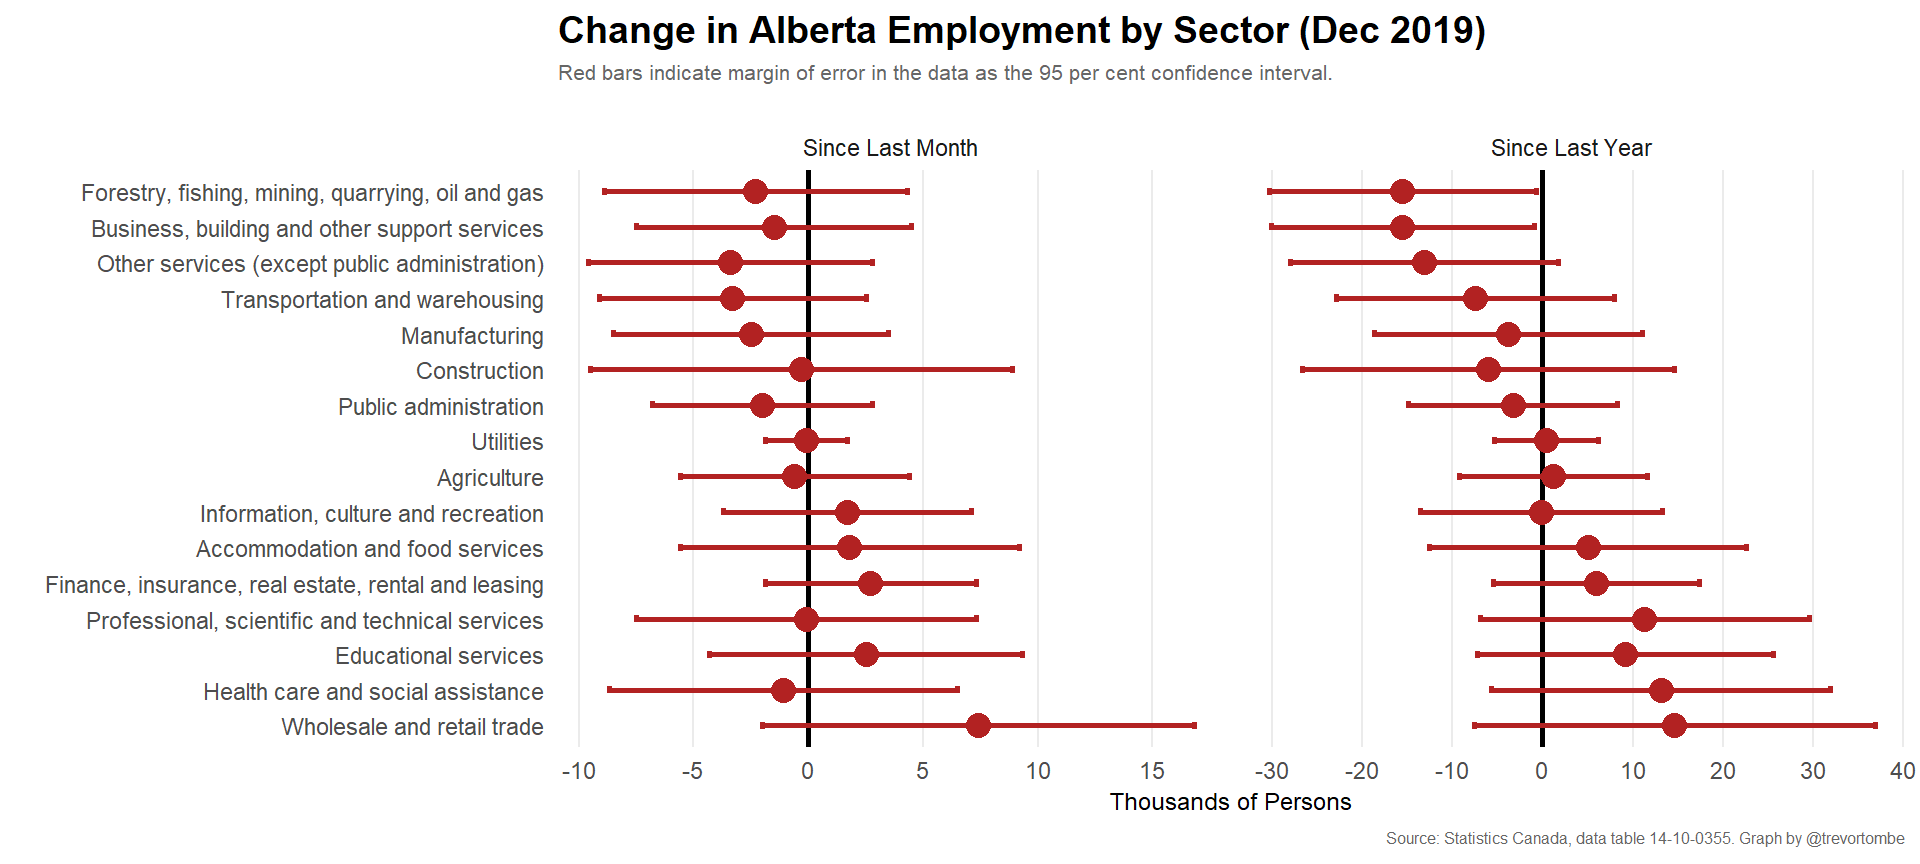 Change in Alberta Employment by Sector (Dec 2019)
Red bars indicate margin of error in the data as the 95 per cent confidence interval.
Since Last Month
Since Last Year
Forestry, fishing, mining, quarrying, oil and gas
Business, building and other support services
Other services (except public administration)
Transportation and warehousing
Manufacturing
Construction
Public administration
Utilities
Agriculture
Information, culture and recreation
Accommodation and food services
Finance, insurance, real estate, rental and leasing
Professional, scientific and technical services
Educational services
Health care and social assistance
Wholesale and retail trade
-10 -5 0 5 10 15
-30 -20 -10 0 10 20 30 40
Thousands of Persons
Source: Statistics Canada, data table 14-10-0355. Graph by @trevortombe